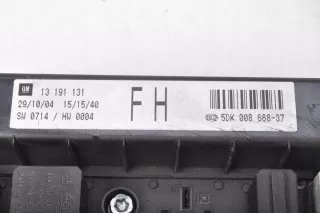 GM 13 191 131
29/10/04 15/15/40
SW 0714 / HW 0004
FH
5DK 008 668-37